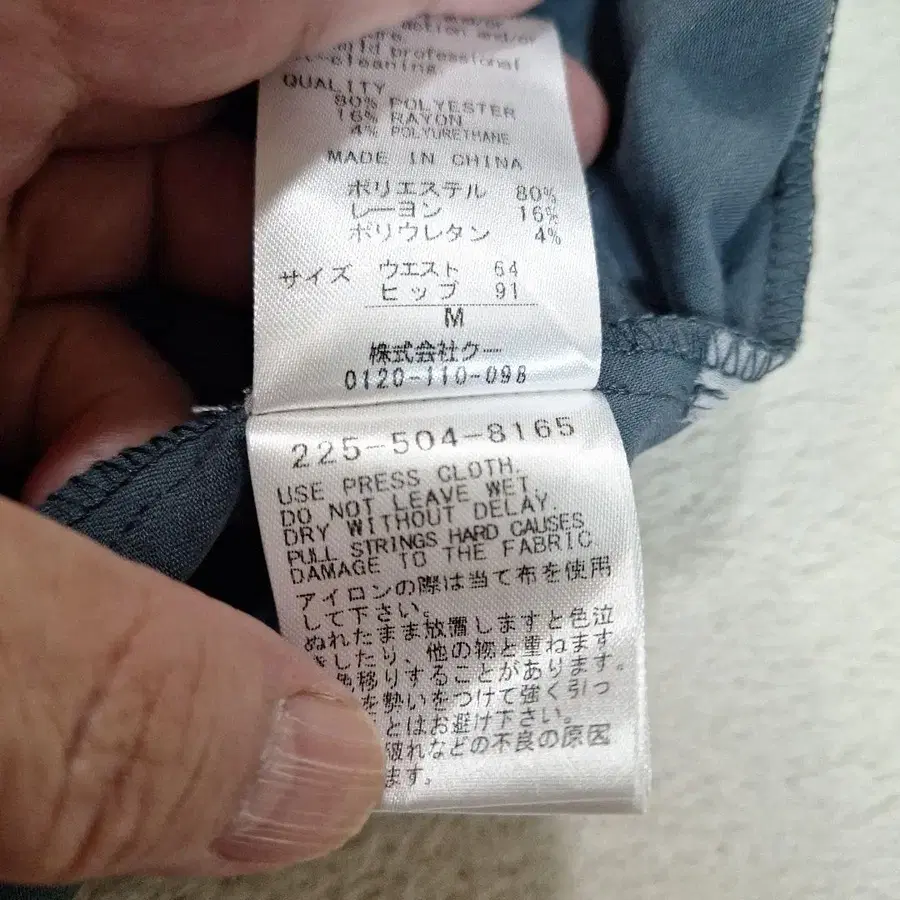 action and/or
professional
QUALITY
80% POLYESTER
16% RAYON
4% POLYURETHANE
MADE IN CHINA
ポリエステル 80%
レーヨン 16%
ポリウレタン 4%
サイズ ウエスト 64
ヒップ 91
M
株式会社クー
0120-110-098
225-504-8165
USE PRESS CLOTH.
DO NOT LEAVE WET.
DRY WITHOUT DELAY.
PULL STRINGS HARD CAUSES
DAMAGE TO THE FABRIC.
アイロンの際は当て布を使用
して下さい。
ぬれたまま放置しますと色泣
きしたり、他の物と重ねます
色移りすることがあります。
を勢いをつけて強く引っ
とはお避け下さい。
破れなどの不良の原因
ます。